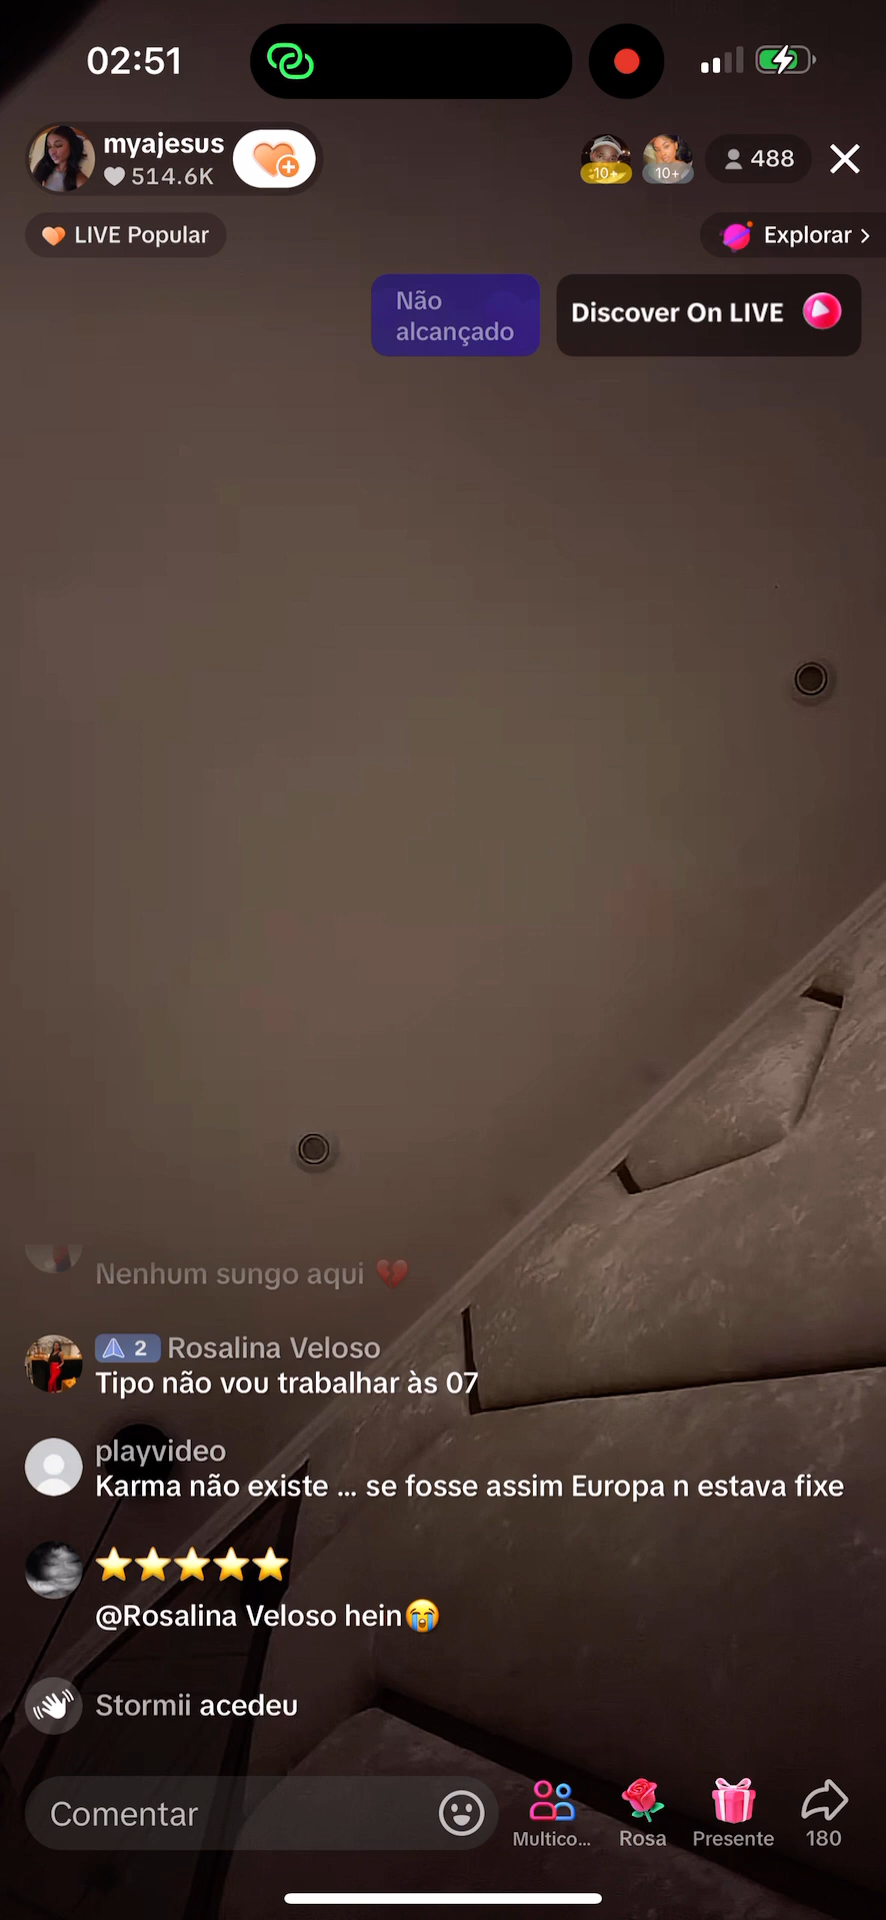 02:51
myajesus
514.6K
10+
10+
488
LIVE Popular
Explorar
Não
alcançado
Discover On LIVE
Nenhum sungo aqui 💔
2 Rosalina Veloso
Tipo não vou trabalhar às 07
playvideo
Karma não existe ... se fosse assim Europa n estava fixe
⭐⭐⭐⭐⭐
@Rosalina Veloso hein😭
Stormii acedeu
Comentar
Multico...
Rosa
Presente
180